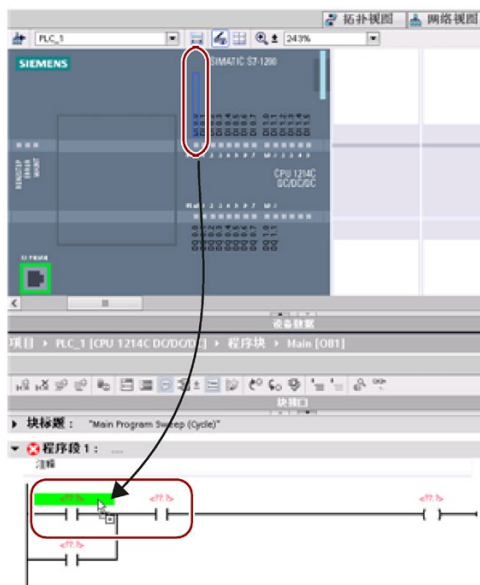 拓扑视图 网络视图
PLC_1 243%
SIEMENS SIMATIC S7-1200
CPU 1214C
DC/DC/DC
设备数据
项目 PLC_1 [CPU 1214C DC/DC/DC] 程序块 Main [OB1]
块接口
块标题： "Main Program Sweep (Cycle)"
程序段 1： ....
注释
<??.?> <??.?> <??.?>
<??.?>